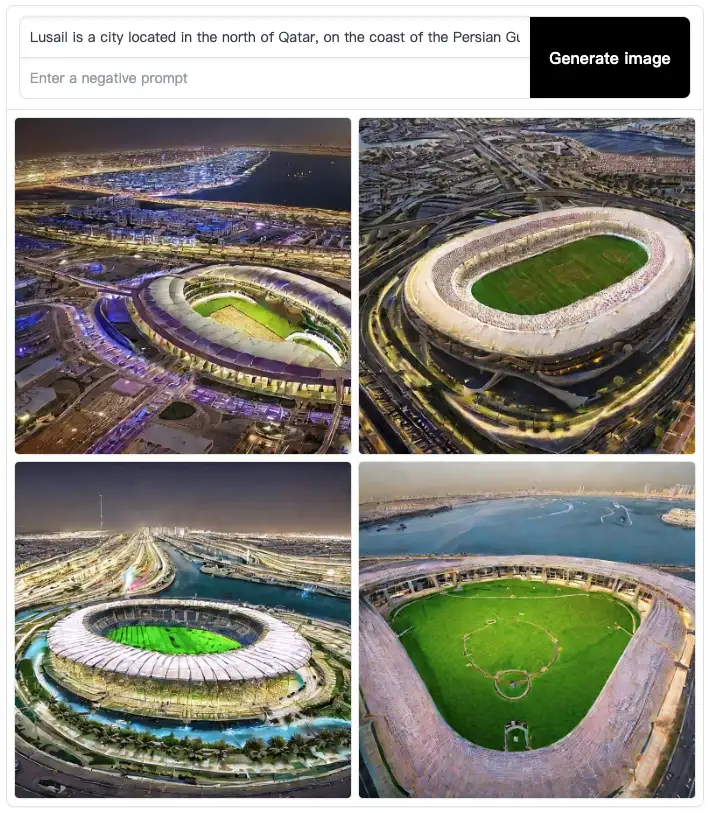 Lusail is a city located in the north of Qatar, on the coast of the Persian
Generate image
Enter a negative prompt